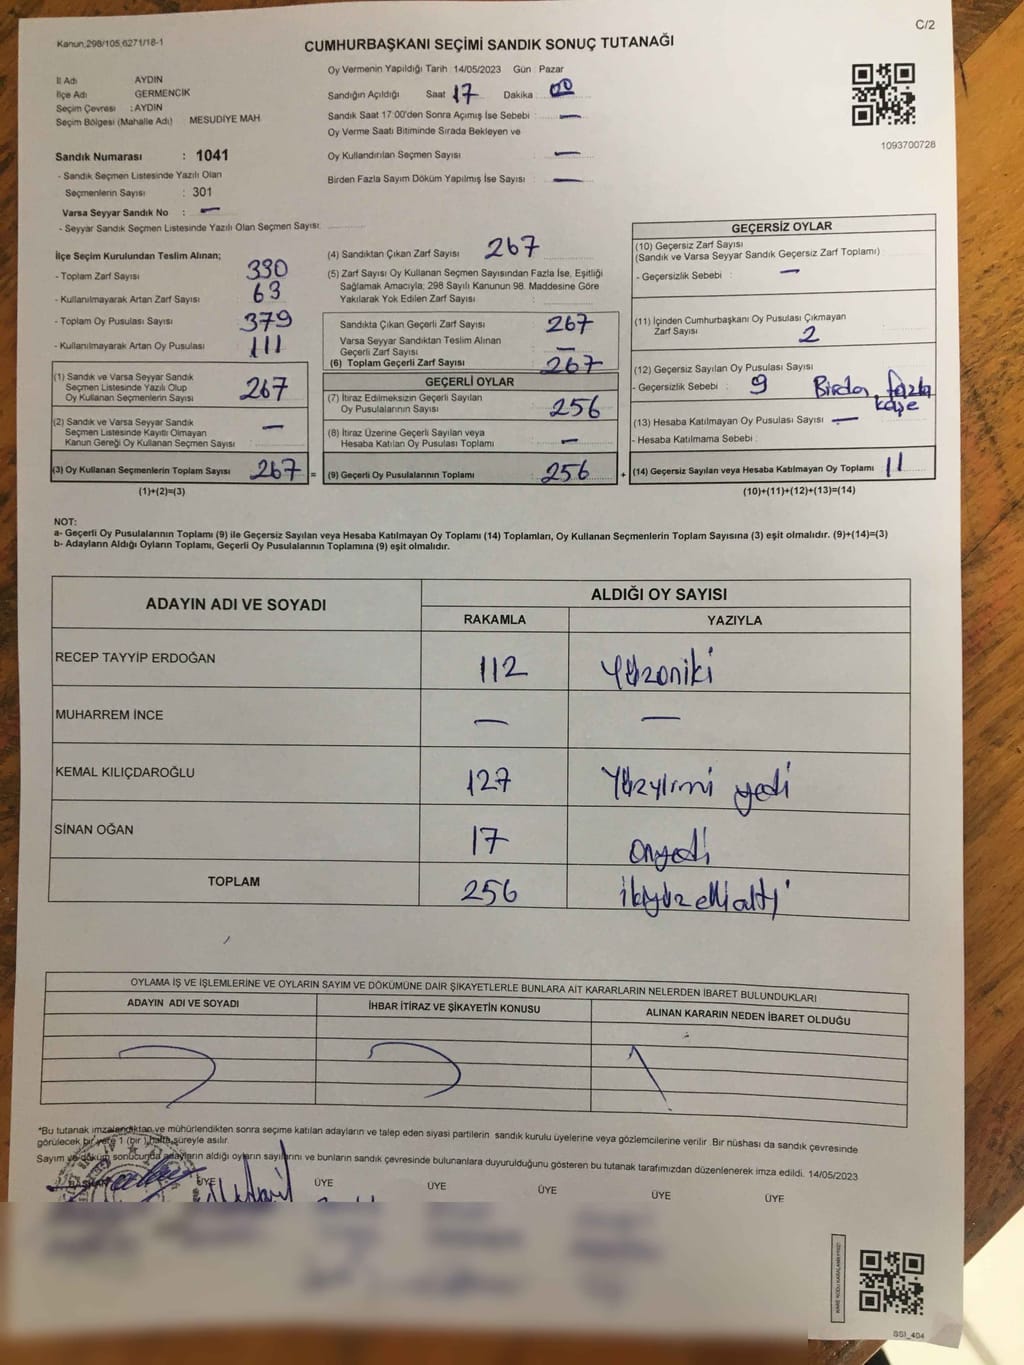 C/2
Kanun,298/105,6271/18-1
CUMHURBAŞKANI SEÇİMİ SANDIK SONUÇ TUTANAĞI
İl Adı AYDIN
İlçe Adı GERMENCİK
Seçim Çevresi : AYDIN
Seçim Bölgesi (Mahalle Adı) : MESUDİYE MAH
Sandık Numarası : 1041
- Sandık Seçmen Listesinde Yazılı Olan
Seçmenlerin Sayısı : 301
Varsa Seyyar Sandık No : —
- Seyyar Sandık Seçmen Listesinde Yazılı Olan Seçmen Sayısı:
Oy Vermenin Yapıldığı Tarih : 14/05/2023 Gün : Pazar
Sandığın Açıldığı Saat 17 Dakika : 00
Sandık Saat 17:00'den Sonra Açımış İse Sebebi : —
Oy Verme Saati Bitiminde Sırada Bekleyen ve
Oy Kullandırılan Seçmen Sayısı : —
Birden Fazla Sayım Döküm Yapılmış İse Sayısı : —
1093700728
İlçe Seçim Kurulundan Teslim Alınan;
- Toplam Zarf Sayısı : 330
- Kullanılmayarak Artan Zarf Sayısı : 63
- Toplam Oy Pusulası Sayısı : 379
- Kullanılmayarak Artan Oy Pusulası : 111
(1) Sandık ve Varsa Seyyar Sandık
Seçmen Listesinde Yazılı Olup
Oy Kullanan Seçmenlerin Sayısı : 267
(2) Sandık ve Varsa Seyyar Sandık
Seçmen Listesinde Kayıtlı Olmayan
Kanun Gereği Oy Kullanan Seçmen Sayısı : —
(3) Oy Kullanan Seçmenlerin Toplam Sayısı : 267 =
(1)+(2)=(3)
(4) Sandıktan Çıkan Zarf Sayısı : 267
(5) Zarf Sayısı Oy Kullanan Seçmen Sayısından Fazla İse, Eşitliği
Sağlamak Amacıyla; 298 Sayılı Kanunun 98. Maddesine Göre
Yakılarak Yok Edilen Zarf Sayısı :
Sandıkta Çıkan Geçerli Zarf Sayısı : 267
Varsa Seyyar Sandıktan Teslim Alınan
Geçerli Zarf Sayısı : —
(6) Toplam Geçerli Zarf Sayısı : 267
GEÇERLİ OYLAR
(7) İtiraz Edilmeksizin Geçerli Sayılan
Oy Pusulalarının Sayısı : 256
(8) İtiraz Üzerine Geçerli Sayılan veya
Hesaba Katılan Oy Pusulası Toplamı : —
(9) Geçerli Oy Pusulalarının Toplamı : 256 +
GEÇERSİZ OYLAR
(10) Geçersiz Zarf Sayısı
(Sandık ve Varsa Seyyar Sandık Geçersiz Zarf Toplamı) :
- Geçersizlik Sebebi : —
(11) İçinden Cumhurbaşkanı Oy Pusulası Çıkmayan
Zarf Sayısı : 2
(12) Geçersiz Sayılan Oy Pusulası Sayısı :
- Geçersizlik Sebebi : 9 Birden fazla
kaşe
(13) Hesaba Katılmayan Oy Pusulası Sayısı : —
- Hesaba Katılmama Sebebi :
(14) Geçersiz Sayılan veya Hesaba Katılmayan Oy Toplamı : 11
(10)+(11)+(12)+(13)=(14)
NOT:
a- Geçerli Oy Pusulalarının Toplamı (9) ile Geçersiz Sayılan veya Hesaba Katılmayan Oy Toplamı (14) Toplamları, Oy Kullanan Seçmenlerin Toplam Sayısına (3) eşit olmalıdır. (9)+(14)=(3)
b- Adayların Aldığı Oyların Toplamı, Geçerli Oy Pusulalarının Toplamına (9) eşit olmalıdır.
ADAYIN ADI VE SOYADI ALDIĞI OY SAYISI
RAKAMLA YAZIYLA
RECEP TAYYİP ERDOĞAN 112 Yüzoniki
MUHARREM İNCE — —
KEMAL KILIÇDAROĞLU 127 Yüzyirmi yedi
SİNAN OĞAN 17 onyedi
TOPLAM 256 ikiyüz elli altı
OYLAMA İŞ VE İŞLEMLERİNE VE OYLARIN SAYIM VE DÖKÜMÜNE DAİR ŞİKAYETLERLE BUNLARA AİT KARARLARIN NELERDEN İBARET BULUNDUKLARI
ADAYIN ADI VE SOYADI İHBAR İTİRAZ VE ŞİKAYETİN KONUSU ALINAN KARARIN NEDEN İBARET OLDUĞU
*Bu tutanak imzalandıktan ve mühürlendikten sonra seçime katılan adayların ve talep eden siyasi partilerin sandık kurulu üyelerine veya gözlemcilerine verilir. Bir nüshası da sandık çevresinde
görülecek bir yere 1 (bir) hafta süreyle asılır.
Sayım ve döküm sonucunda adayların aldığı oyların sayılarını ve bunların sandık çevresinde bulunanlara duyurulduğunu gösteren bu tutanak tarafımızdan düzenlenerek imza edildi. 14/05/2023
BAŞKAN ÜYE ÜYE ÜYE ÜYE ÜYE ÜYE
SSI_404